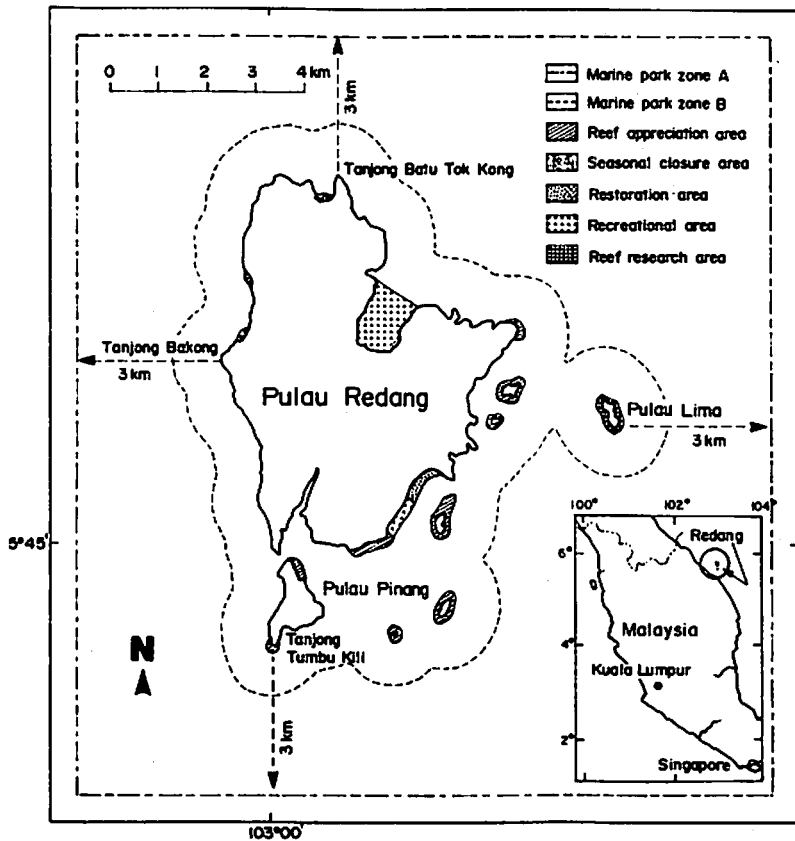 0 1 2 3 4 km
3 km
Marine park zone A
Marine park zone B
Reef appreciation area
Seasonal closure area
Restoration area
Recreational area
Reef research area
Tanjong Batu Tok Kong
Tanjong Bakong
3 km
Pulau Redang
Pulau Lima
3 km
5°45'
Pulau Pinang
Tanjong
Tumbu Kili
N
3 km
103°00'
100° 102° 104°
Redang
6°
Malaysia
4°
Kuala Lumpur
2°
Singapore